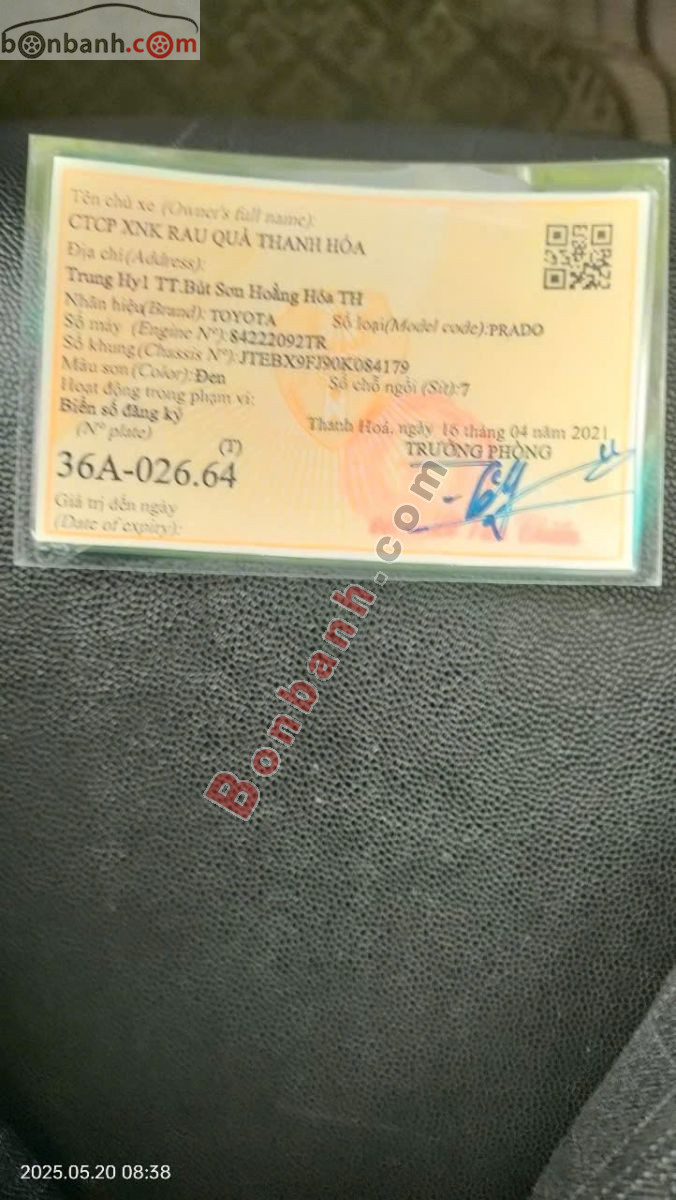 bonbanh.com
Tên chủ xe (Owner's full name):
CTCP XNK RAU QUẢ THANH HÓA
Địa chỉ (Address):
Trung Hy1 TT.Bút Sơn Hoằng Hóa TH
Nhãn hiệu(Brand): TOYOTA Số loại(Model code):PRADO
Số máy (Engine Nº):84222092TR
Số khung(Chassis Nº):JTEBX9FJ90K084179
Màu sơn (Color):Đen Số chỗ ngồi (Sit):7
Hoạt động trong phạm vi:
Biển số đăng ký
(Nº plate)
Thanh Hoá, ngày 16 tháng 04 năm 2021
TRƯỞNG PHÒNG
(T)
36A-026.64
Giá trị đến ngày
(Date of expiry):
Bonbanh.com
2025.05.20 08:38